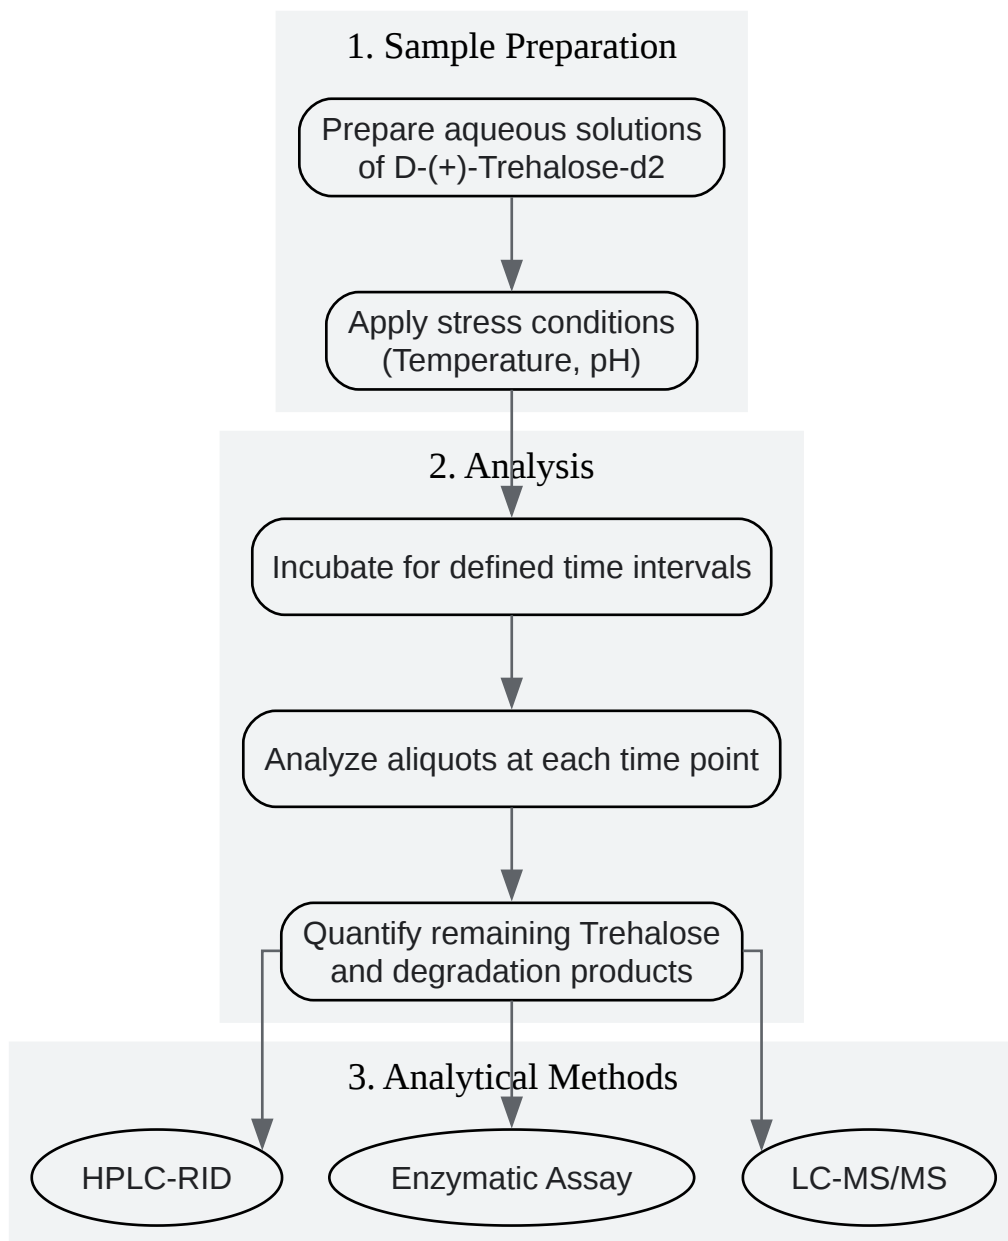 1. Sample Preparation
Prepare aqueous solutions
of D-(+)-Trehalose-d2
Apply stress conditions
(Temperature, pH)
2. Analysis
Incubate for defined time intervals
Analyze aliquots at each time point
Quantify remaining Trehalose
and degradation products
3. Analytical Methods
HPLC-RID
Enzymatic Assay
LC-MS/MS